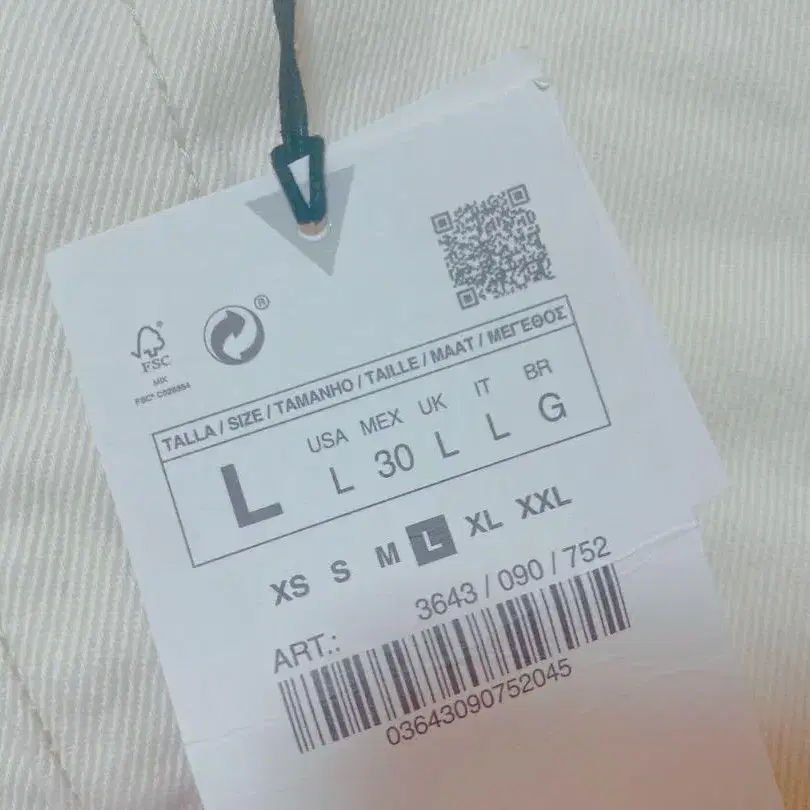 ®
FSC
MIX
TALLA / SIZE / TAMANHO / TAILLE / MAAT / ΜΕΓΕΘΟΣ
L
USA MEX UK IT BR
L 30 L L G
XS S M L XL XXL
ART.: 3643 / 090 / 752
03643090752045